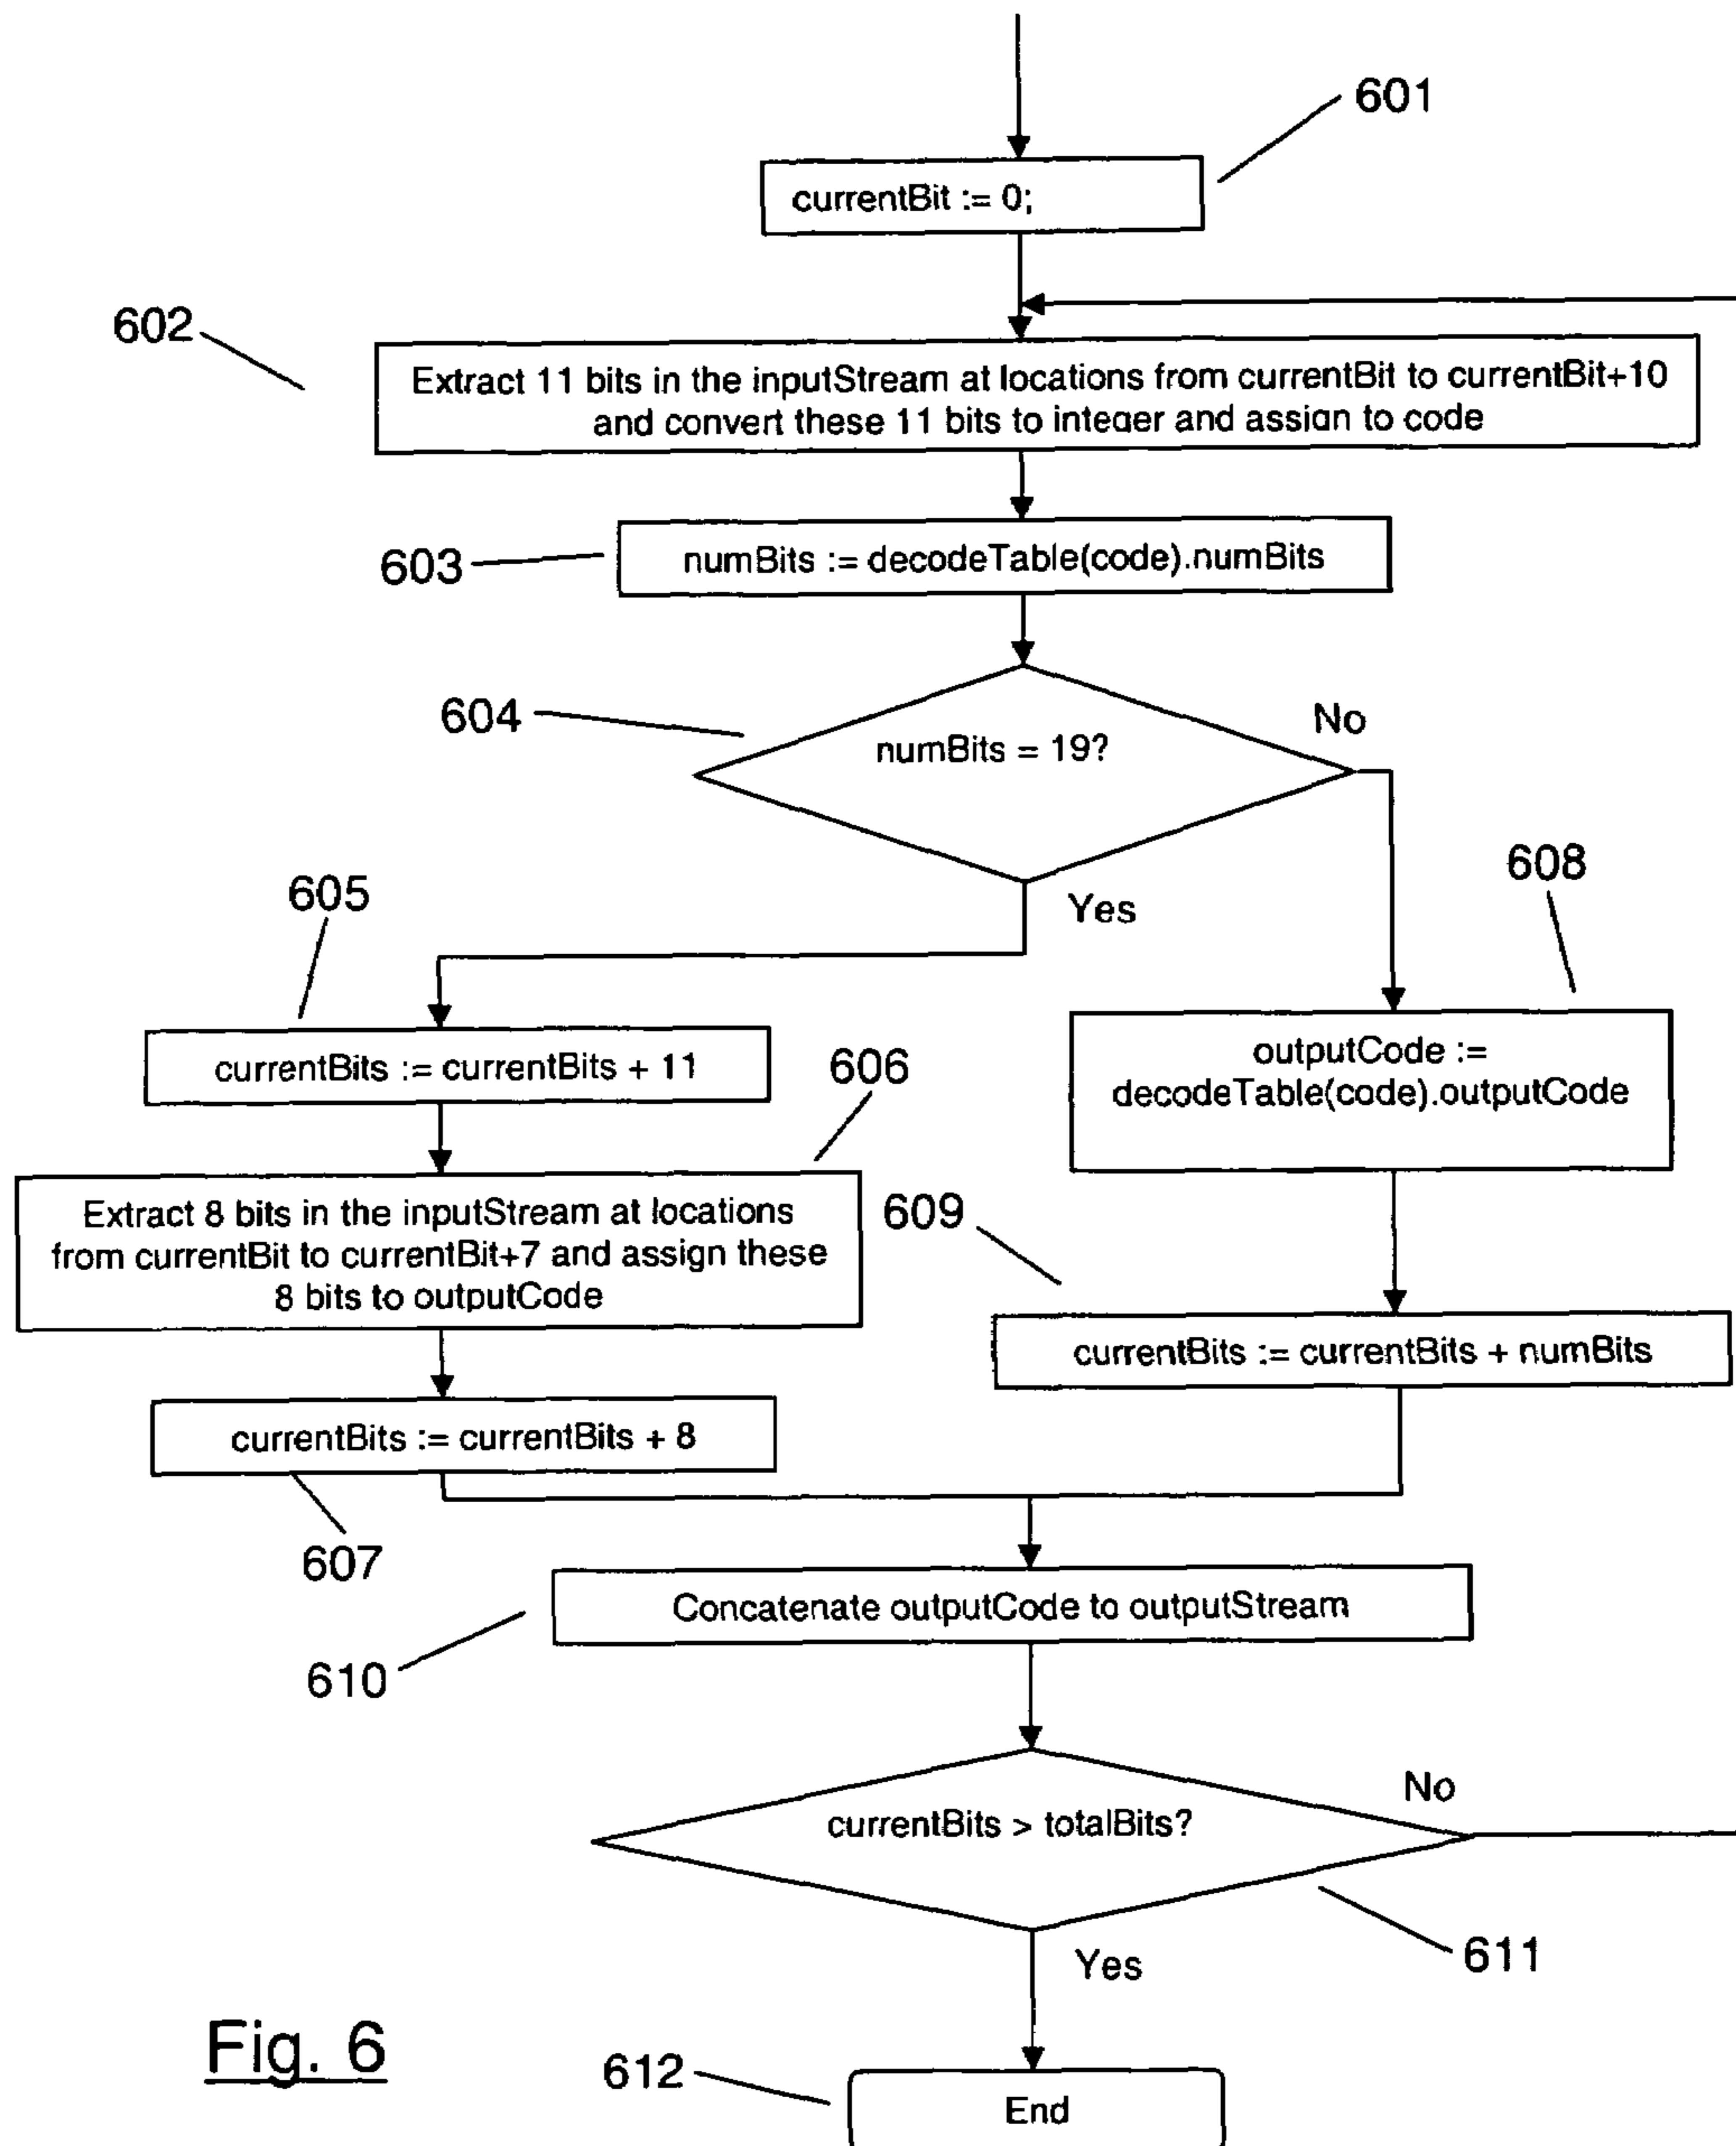 601
currentBit := 0;
602
Extract 11 bits in the inputStream at locations from currentBit to currentBit+10
and convert these 11 bits to integer and assign to code
603
numBits := decodeTable(code).numBits
604
numBits = 19?
No
Yes
605
608
currentBits := currentBits + 11
606
outputCode :=
decodeTable(code).outputCode
Extract 8 bits in the inputStream at locations
from currentBit to currentBit+7 and assign these
8 bits to outputCode
609
currentBits := currentBits + numBits
currentBits := currentBits + 8
607
Concatenate outputCode to outputStream
610
currentBits > totalBits?
No
611
Yes
Fig. 6
612
End